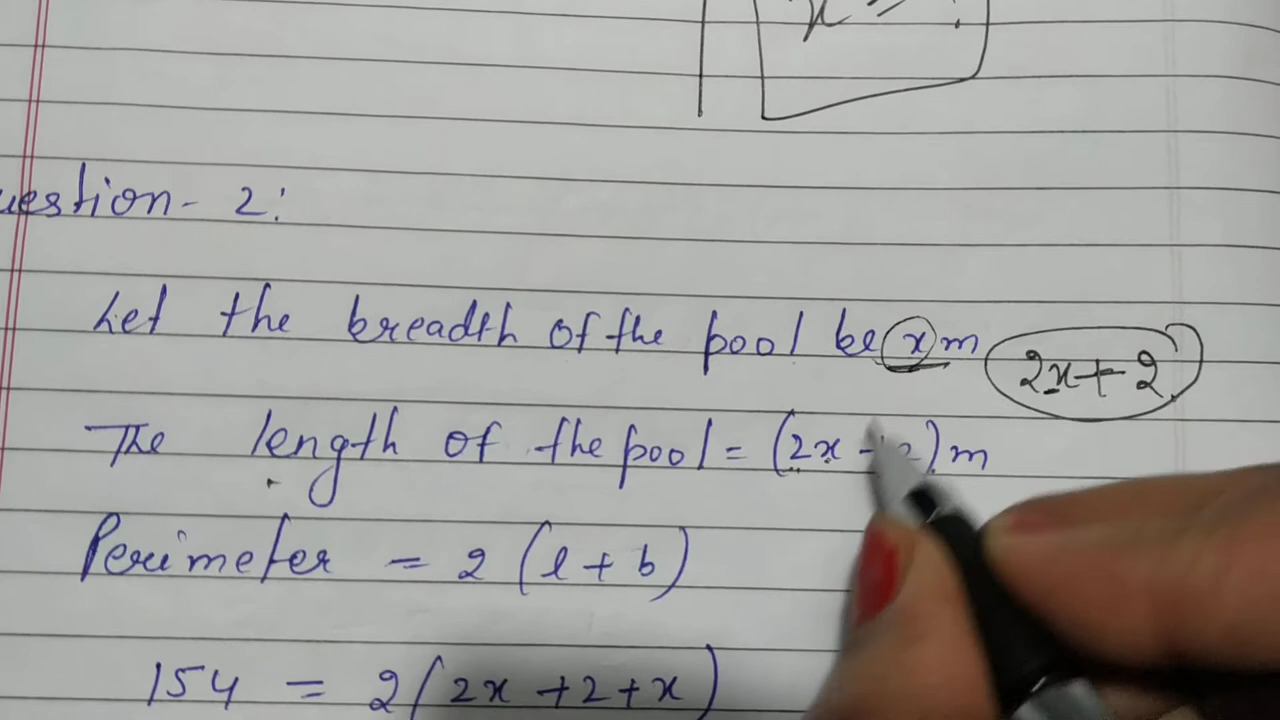 x = ?
uestion- 2:
Let the breadth of the pool be x m
2x+2
The length of the pool = (2x + 2) m
Perimeter = 2 (l + b)
154 = 2(2x +2+x)